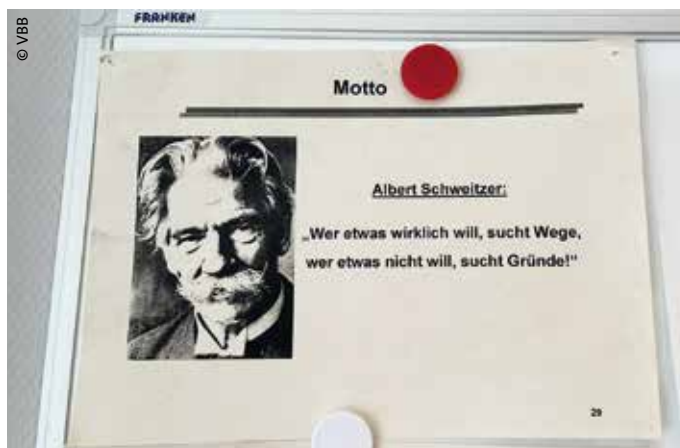 © VBB
FRANKEN
Motto
Albert Schweitzer:
„Wer etwas wirklich will, sucht Wege,
wer etwas nicht will, sucht Gründe!“
29